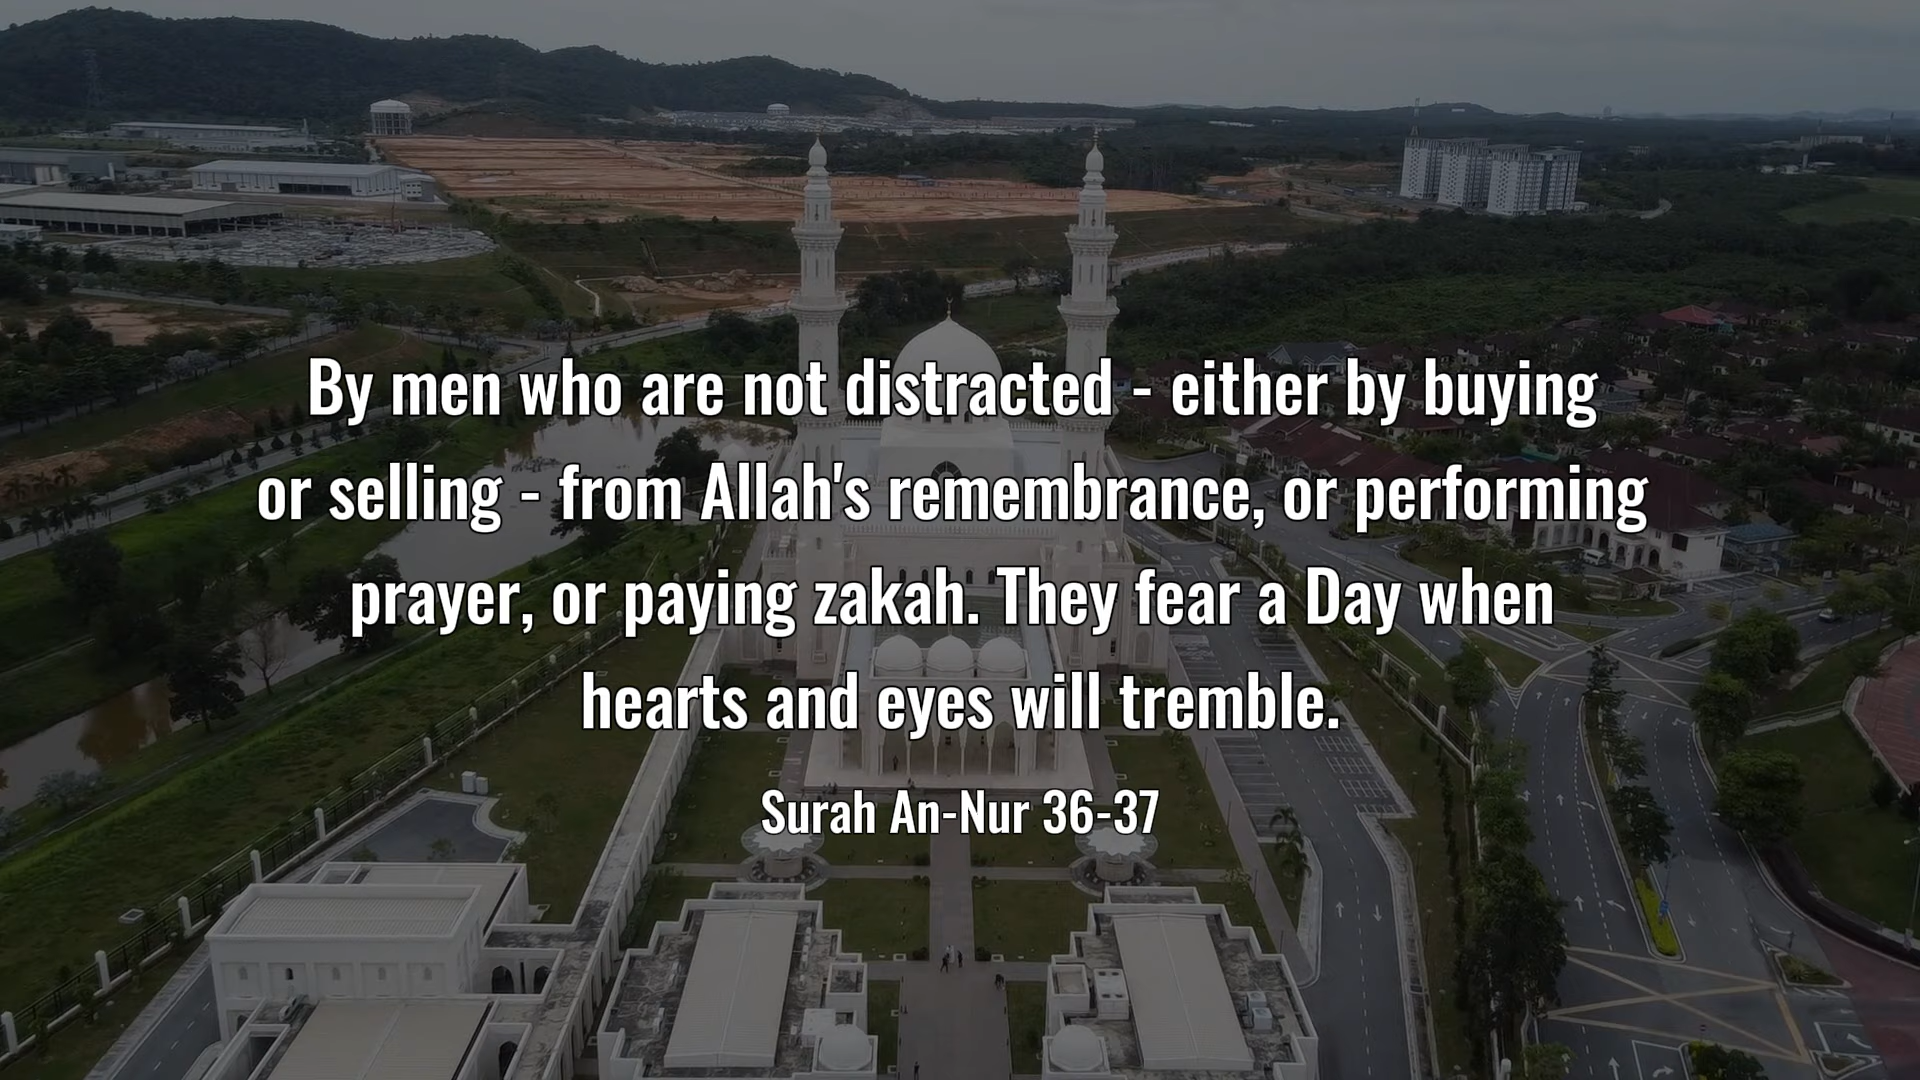 By men who are not distracted - either by buying
or selling - from Allah's remembrance, or performing
prayer, or paying zakah. They fear a Day when
hearts and eyes will tremble.
Surah An-Nur 36-37